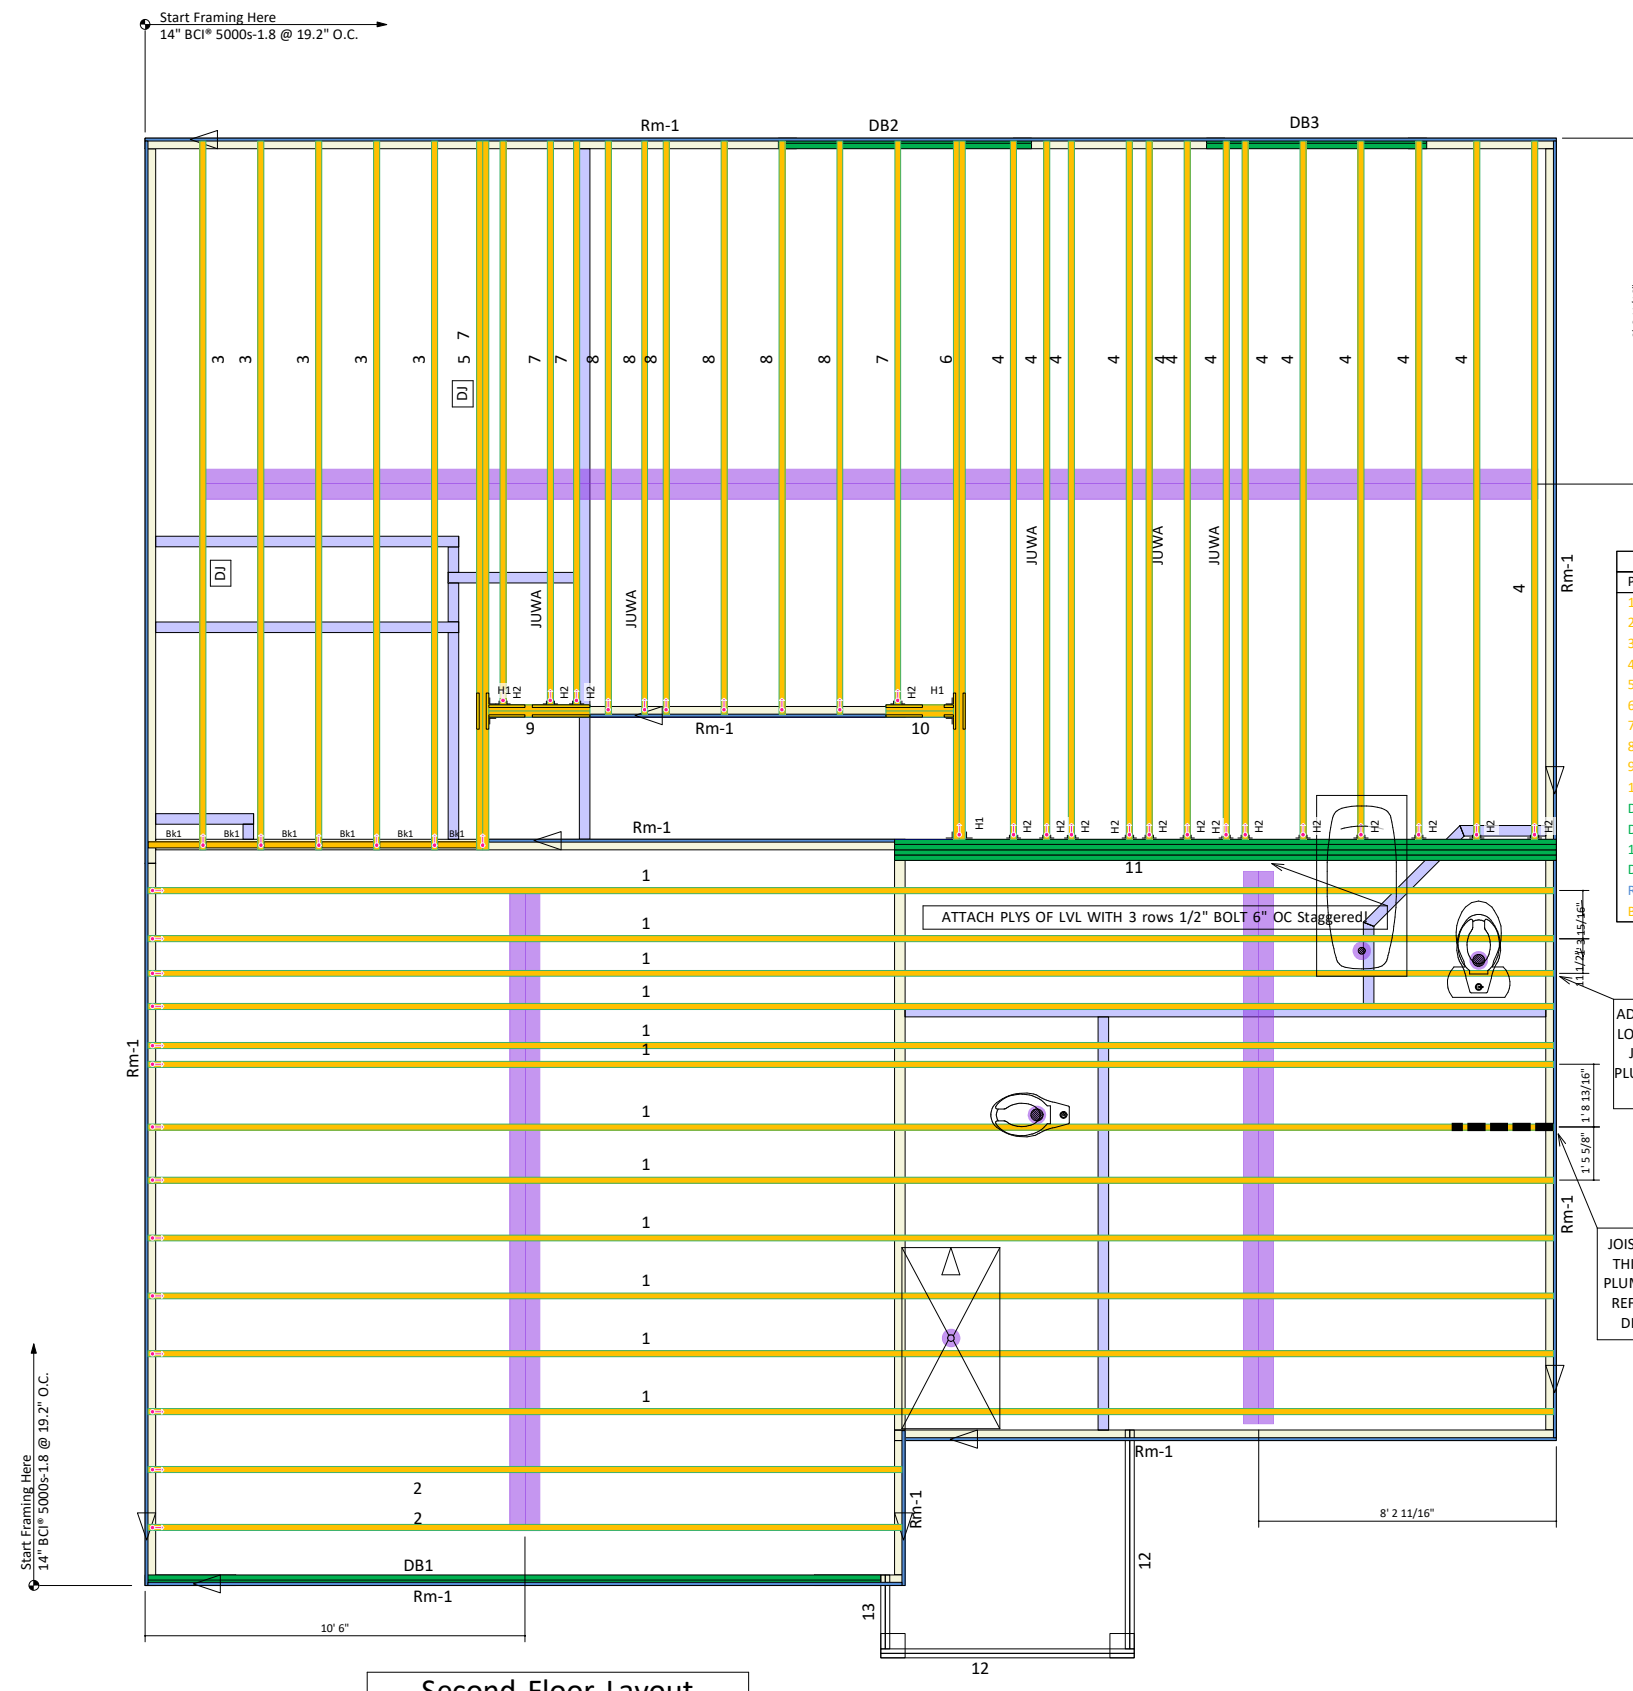 Start Framing Here
14" BCI® 5000s-1.8 @ 19.2" O.C.
Rm-1
DB2
DB3
3
3
3
3
3
5
7
7
7
8
8
8
8
8
8
7
6
4
4
4
4
4
4
4
4
4
4
4
4
DJ
DJ
JUWA
JUWA
JUWA
JUWA
JUWA
4
Rm-1
H1
H2
H2
H2
H2
H1
9
Rm-1
10
Bk1
Bk1
Bk1
Bk1
Bk1
Bk1
Rm-1
H1
H2
H2
H2
H2
H2
H2
H2
H2
H2
H2
H2
H2
H2
11
ATTACH PLYS OF LVL WITH 3 rows 1/2" BOLT 6" OC Staggered
1
1
1
1
1
1
1
1
1
1
1
1
2
2
Rm-1
1' 8 13/16"
1' 5 5/8"
Rm-1
Rm-1
Rm-1
8' 2 11/16"
DB1
Rm-1
10' 6"
12
13
12
Start Framing Here
14" BCI® 5000s-1.8 @ 19.2" O.C.
Second Floor Layout